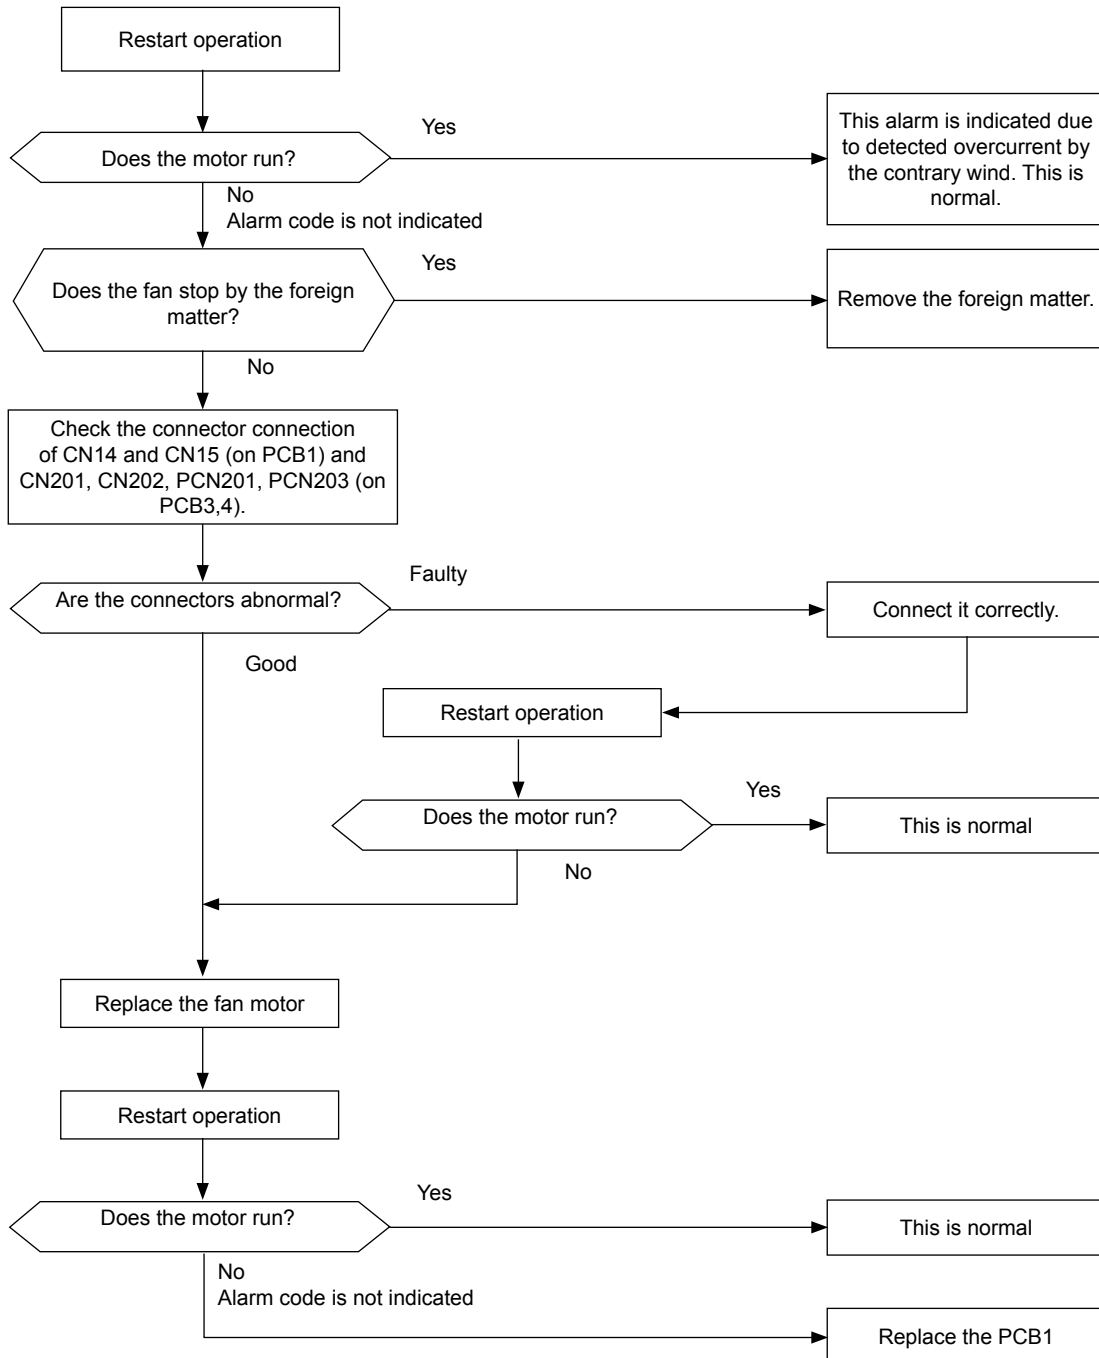 Restart operation
Does the motor run?
Yes
This alarm is indicated due
to detected overcurrent by
the contrary wind. This is
normal.
No
Alarm code is not indicated
Does the fan stop by the foreign
matter?
Yes
Remove the foreign matter.
No
Check the connector connection
of CN14 and CN15 (on PCB1) and
CN201, CN202, PCN201, PCN203 (on
PCB3,4).
Are the connectors abnormal?
Faulty
Connect it correctly.
Good
Restart operation
Does the motor run?
Yes
This is normal
No
Replace the fan motor
Restart operation
Does the motor run?
Yes
This is normal
No
Alarm code is not indicated
Replace the PCB1